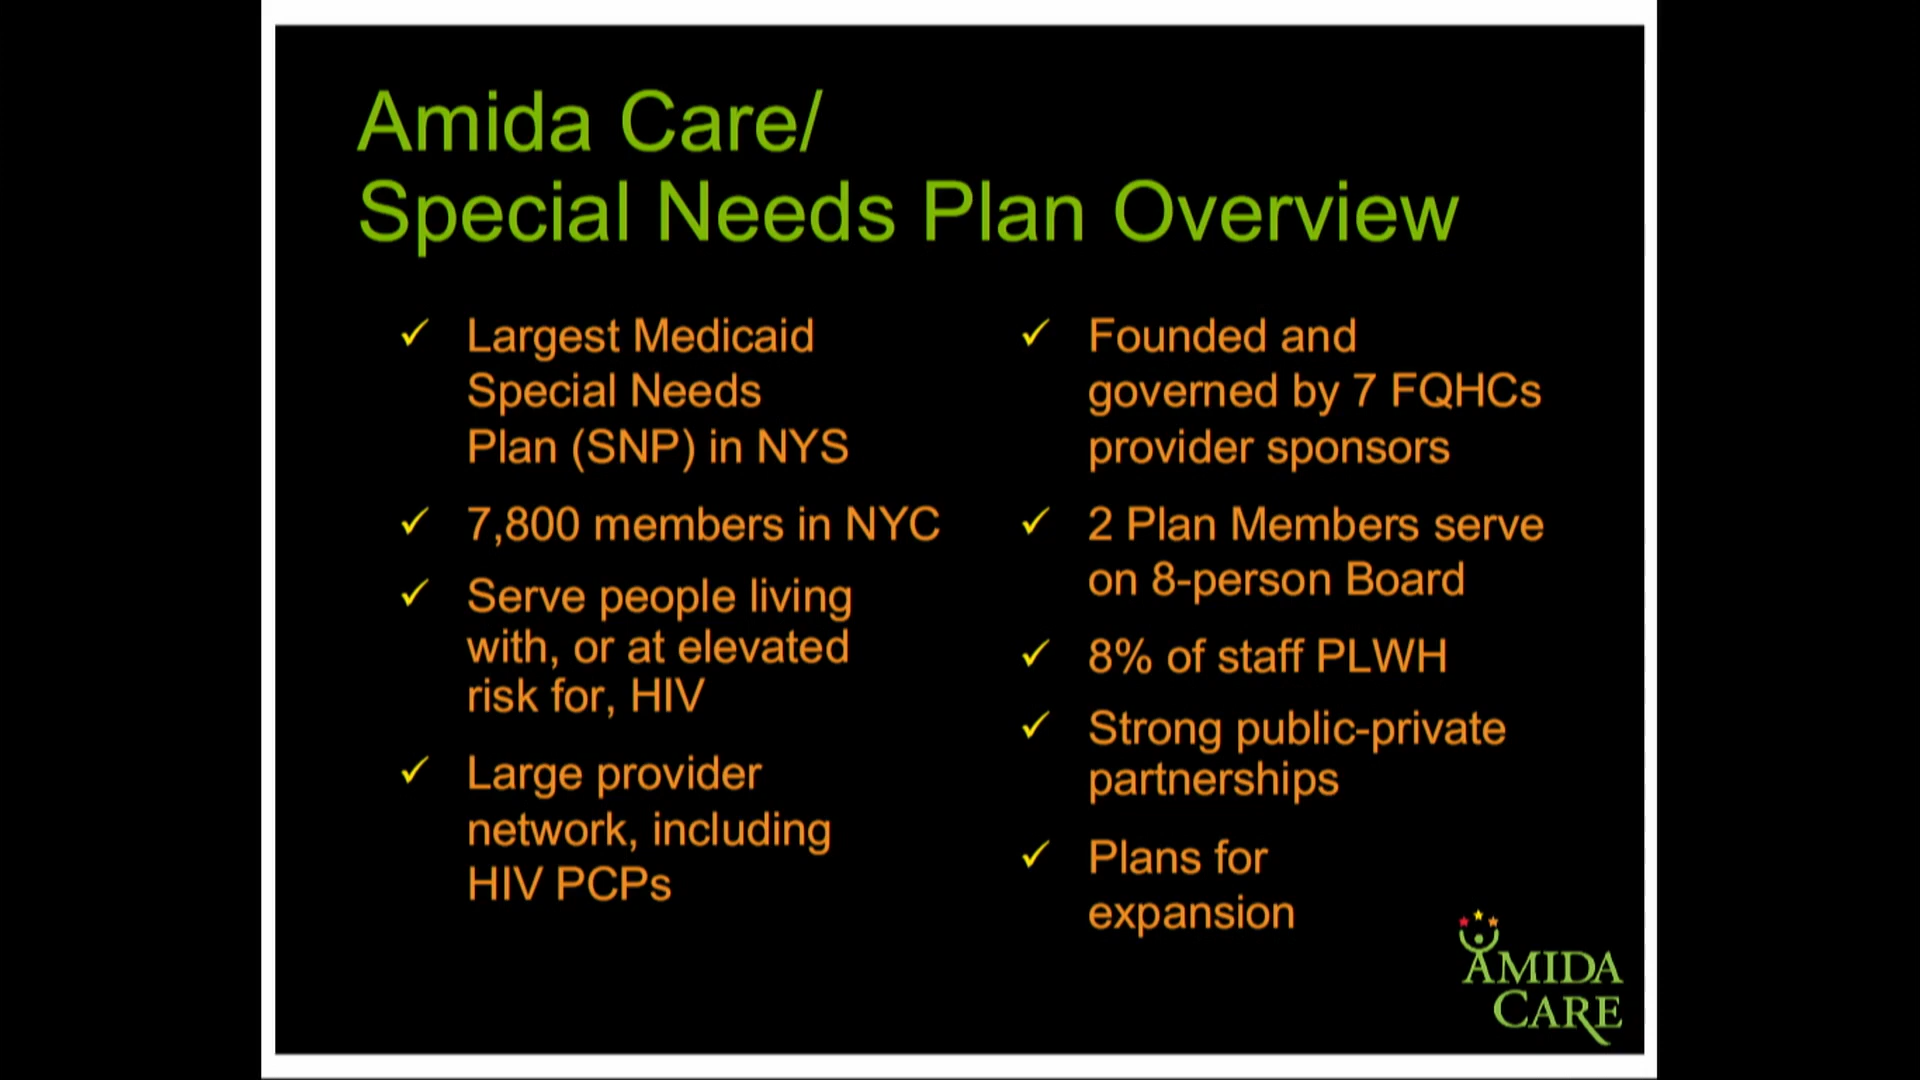 Amida Care/
Special Needs Plan Overview
✓ Largest Medicaid
Special Needs
Plan (SNP) in NYS
✓ 7,800 members in NYC
✓ Serve people living
with, or at elevated
risk for, HIV
✓ Large provider
network, including
HIV PCPs
✓ Founded and
governed by 7 FQHCs
provider sponsors
✓ 2 Plan Members serve
on 8-person Board
✓ 8% of staff PLWH
✓ Strong public-private
partnerships
✓ Plans for
expansion
AMIDA
CARE